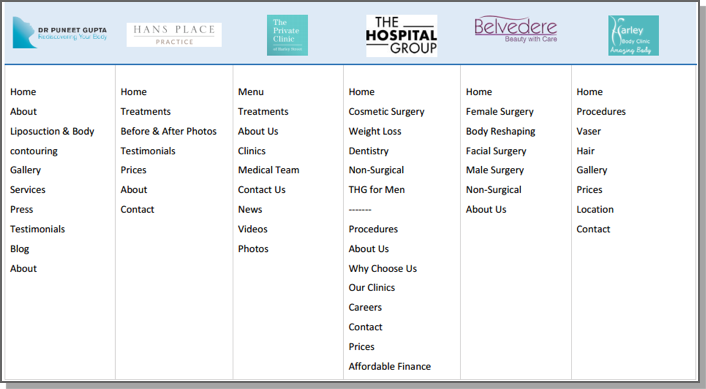 DR PUNEET GUPTA
Rediscovering Your Body
HANS PLACE
PRACTICE
The
Private
Clinic
of Harley Street
THE
HOSPITAL
GROUP
Belvedere
Beauty with Care
Harley
Body Clinic
Amazing Body
Home
About
Liposuction & Body
contouring
Gallery
Services
Press
Testimonials
Blog
About
Home
Treatments
Before & After Photos
Testimonials
Prices
About
Contact
Menu
Treatments
About Us
Clinics
Medical Team
Contact Us
News
Videos
Photos
Home
Cosmetic Surgery
Weight Loss
Dentistry
Non-Surgical
THG for Men
-------
Procedures
About Us
Why Choose Us
Our Clinics
Careers
Contact
Prices
Affordable Finance
Home
Female Surgery
Body Reshaping
Facial Surgery
Male Surgery
Non-Surgical
About Us
Home
Procedures
Vaser
Hair
Gallery
Prices
Location
Contact